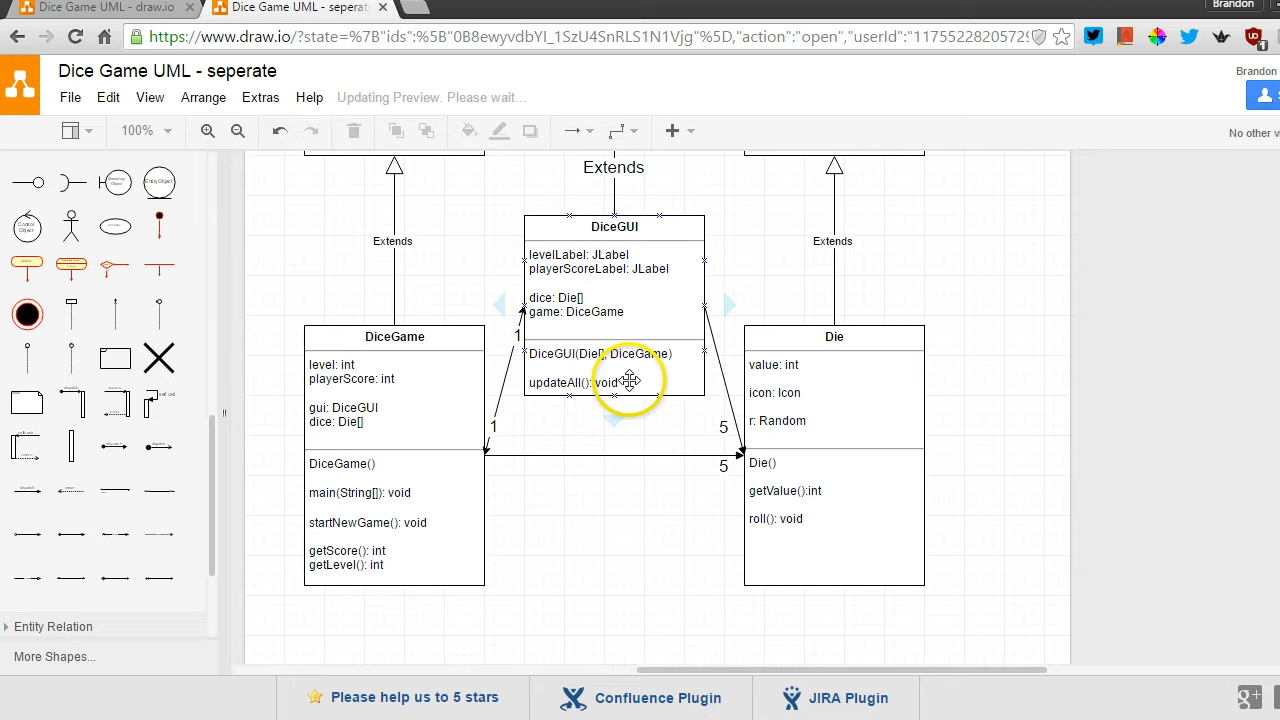 Dice Game UML - draw.io
Dice Game UML - seperat
Brandon
https://www.draw.io/?state=%7B"ids":%5B"0B8ewyvdbYI_1SzU4SnRLS1N1Vjg"%5D,"action":"open","userId":"11755228205729
Dice Game UML - seperate
Brandon
File Edit View Arrange Extras Help Updating Preview. Please wait...
100%
No other vi
Extends
Extends
Extends
DiceGUI
levelLabel: JLabel
playerScoreLabel: JLabel
dice: Die[]
game: DiceGame
DiceGUI(Die[], DiceGame)
updateAll(): void
DiceGame
level: int
playerScore: int
gui: DiceGUI
dice: Die[]
DiceGame()
main(String[]): void
startNewGame(): void
getScore(): int
getLevel(): int
Die
value: int
icon: Icon
r: Random
Die()
getValue():int
roll(): void
1
1
5
5
Entity Relation
More Shapes...
Please help us to 5 stars
Confluence Plugin
JIRA Plugin
g+